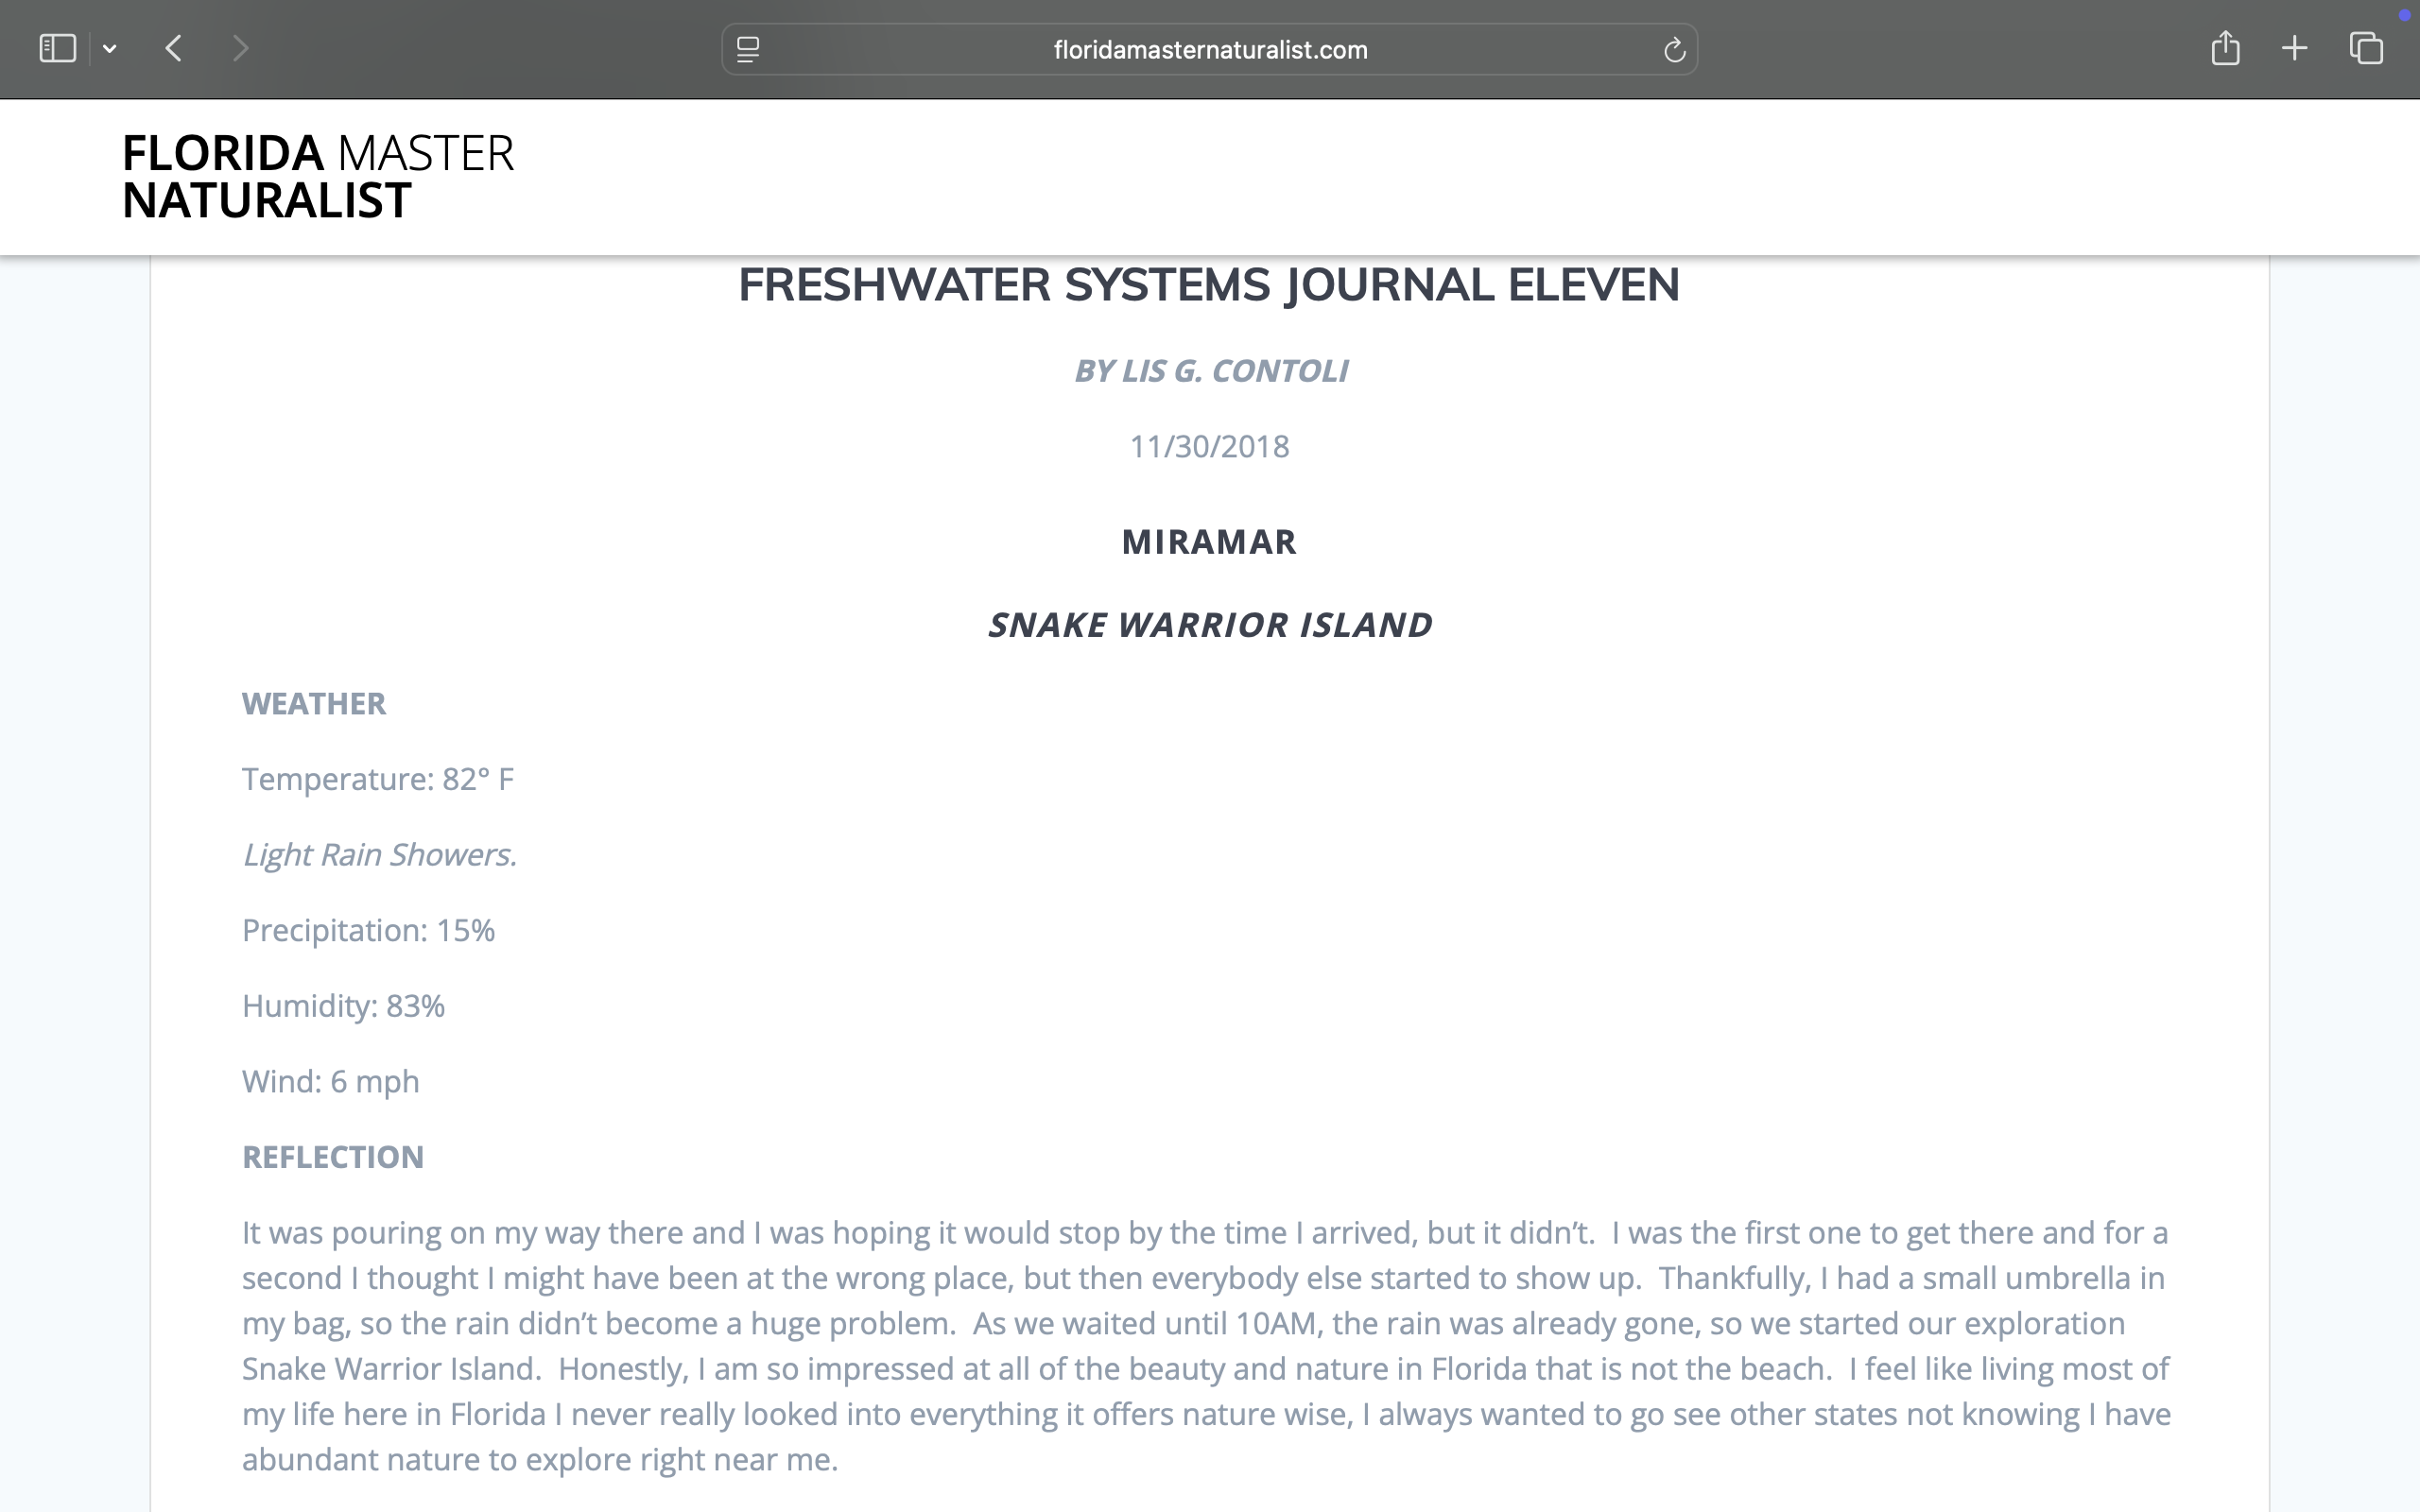 floridamasternaturalist.com
FLORIDA MASTER
NATURALIST
FRESHWATER SYSTEMS JOURNAL ELEVEN
BY LIS G. CONTOLI
11/30/2018
MIRAMAR
SNAKE WARRIOR ISLAND
WEATHER
Temperature: 82° F
Light Rain Showers.
Precipitation: 15%
Humidity: 83%
Wind: 6 mph
REFLECTION
It was pouring on my way there and I was hoping it would stop by the time I arrived, but it didn’t.  I was the first one to get there and for a
second I thought I might have been at the wrong place, but then everybody else started to show up.  Thankfully, I had a small umbrella in
my bag, so the rain didn’t become a huge problem.  As we waited until 10AM, the rain was already gone, so we started our exploration
Snake Warrior Island.  Honestly, I am so impressed at all of the beauty and nature in Florida that is not the beach.  I feel like living most of
my life here in Florida I never really looked into everything it offers nature wise, I always wanted to go see other states not knowing I have
abundant nature to explore right near me.